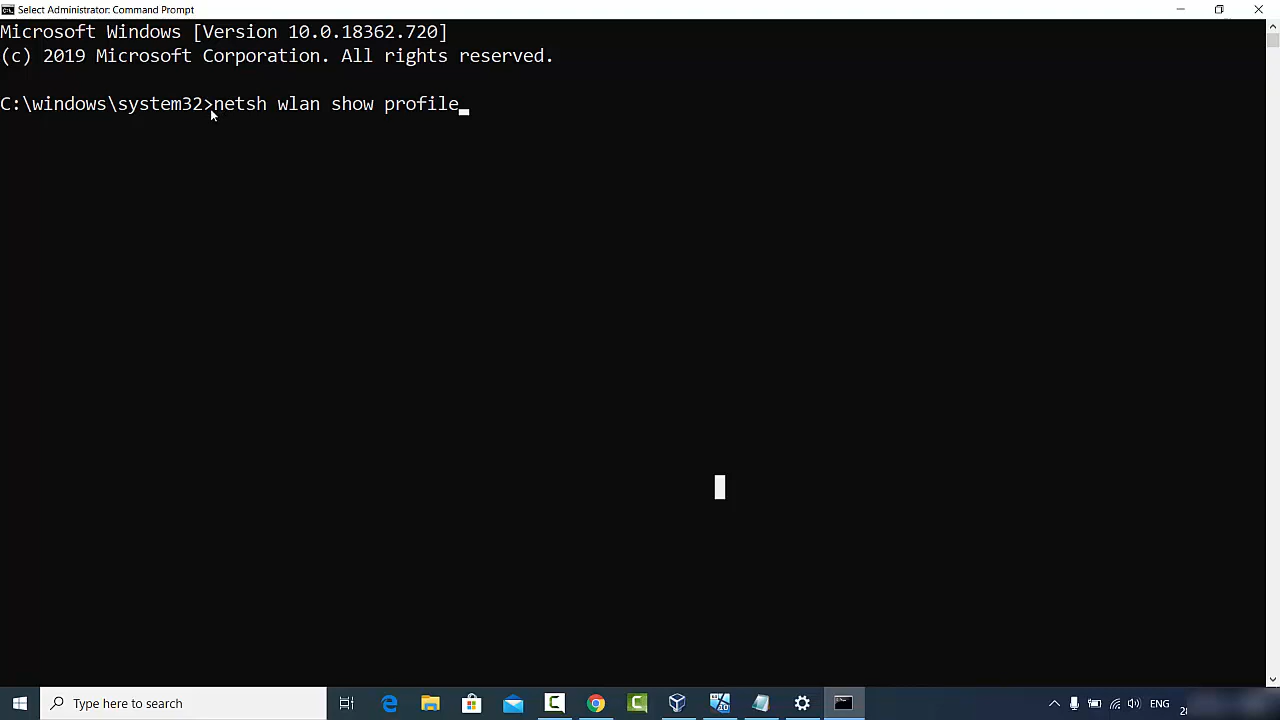 Select Administrator: Command Prompt
Microsoft Windows [Version 10.0.18362.720]
(c) 2019 Microsoft Corporation. All rights reserved.
C:\windows\system32>netsh wlan show profile
Type here to search
ENG